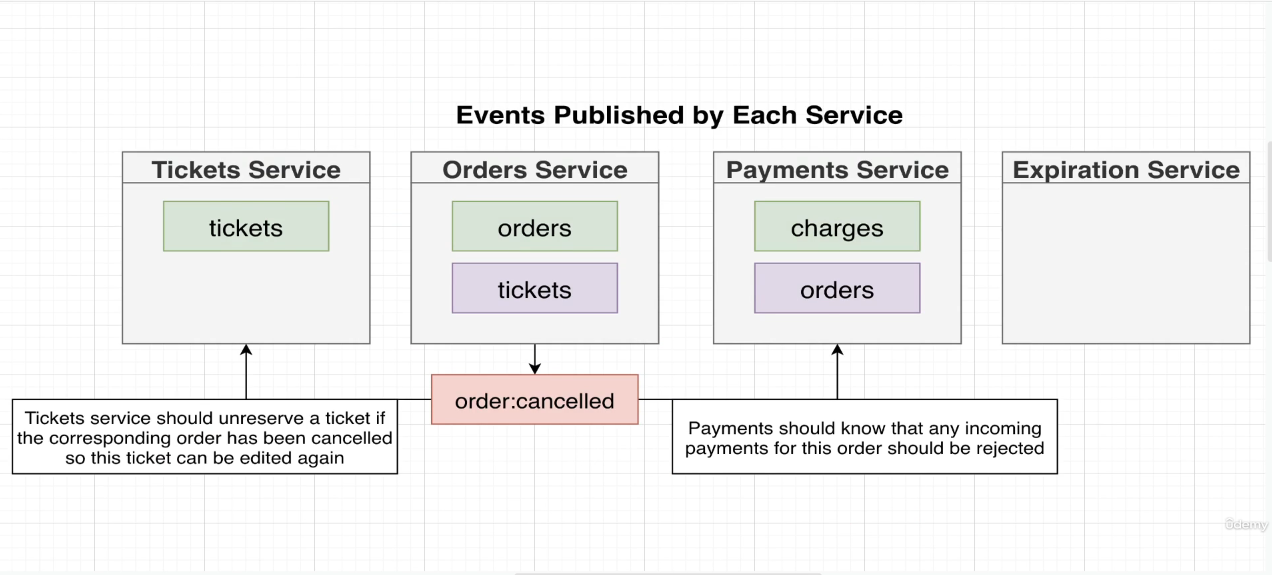 Events Published by Each Service
Tickets Service
Orders Service
Payments Service
Expiration Service
tickets
orders
charges
tickets
orders
order:cancelled
Tickets service should unreserve a ticket if
the corresponding order has been cancelled
so this ticket can be edited again
Payments should know that any incoming
payments for this order should be rejected
ûdemy